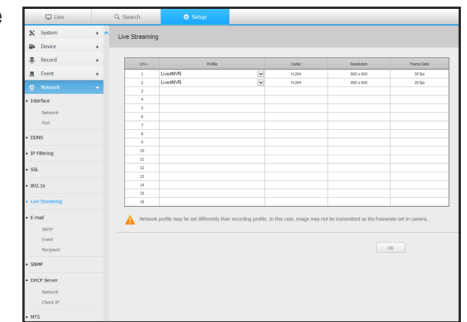 e
Live
Search
Setup
System
Device
Record
Event
Network
Interface
Network
Port
DDNS
IP Filtering
SSL
802.1x
Live Streaming
E-mail
SMTP
Event
Recipient
SNMP
DHCP Server
Network
Check IP
MTS
Live Streaming
CH Profile Codec Resolution Frame Rate
1 Live4NVR H.264 800 x 600 30 fps
2 Live4NVR H.264 800 x 600 30 fps
3
4
5
6
7
8
9
10
11
12
13
14
15
16
Network profile may be set differently than recording profile. In this case, image may not be transmitted as the framerate set in camera.
OK